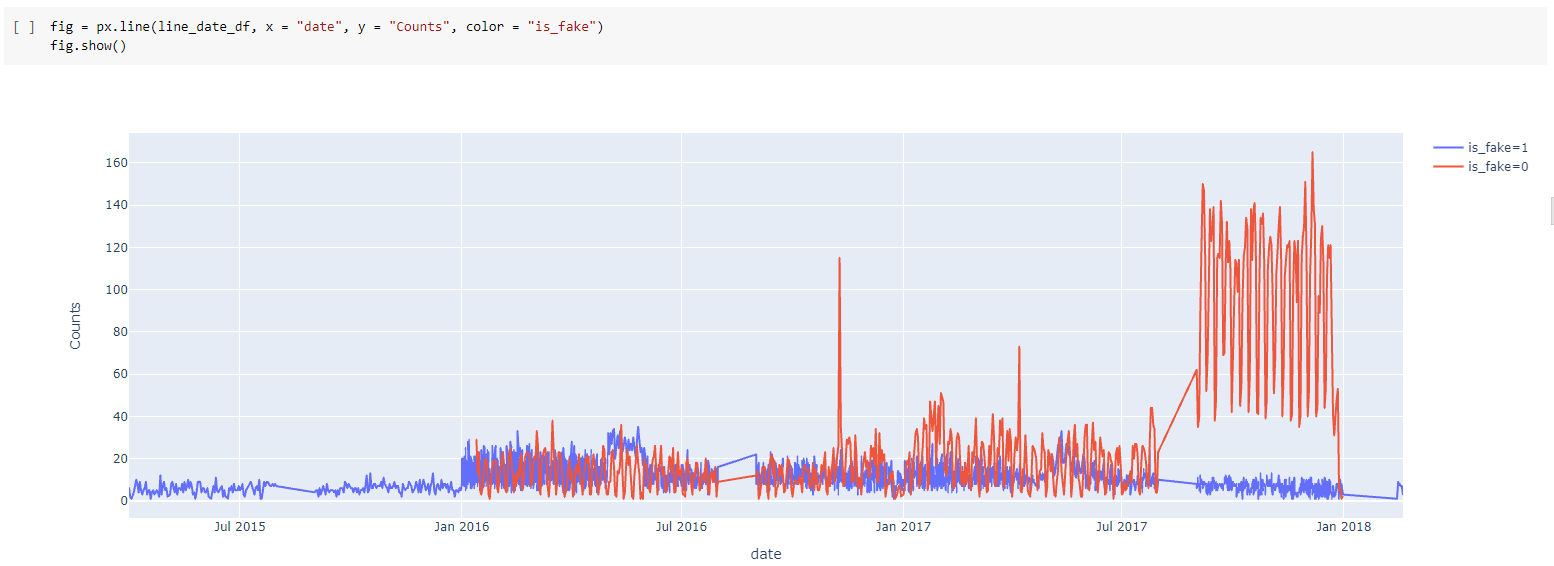 [ ] fig = px.line(line_date_df, x = "date", y = "Counts", color = "is_fake")
fig.show()
is_fake=1
is_fake=0
160
140
120
100
80
60
40
20
0
Counts
Jul 2015
Jan 2016
Jul 2016
Jan 2017
Jul 2017
Jan 2018
date